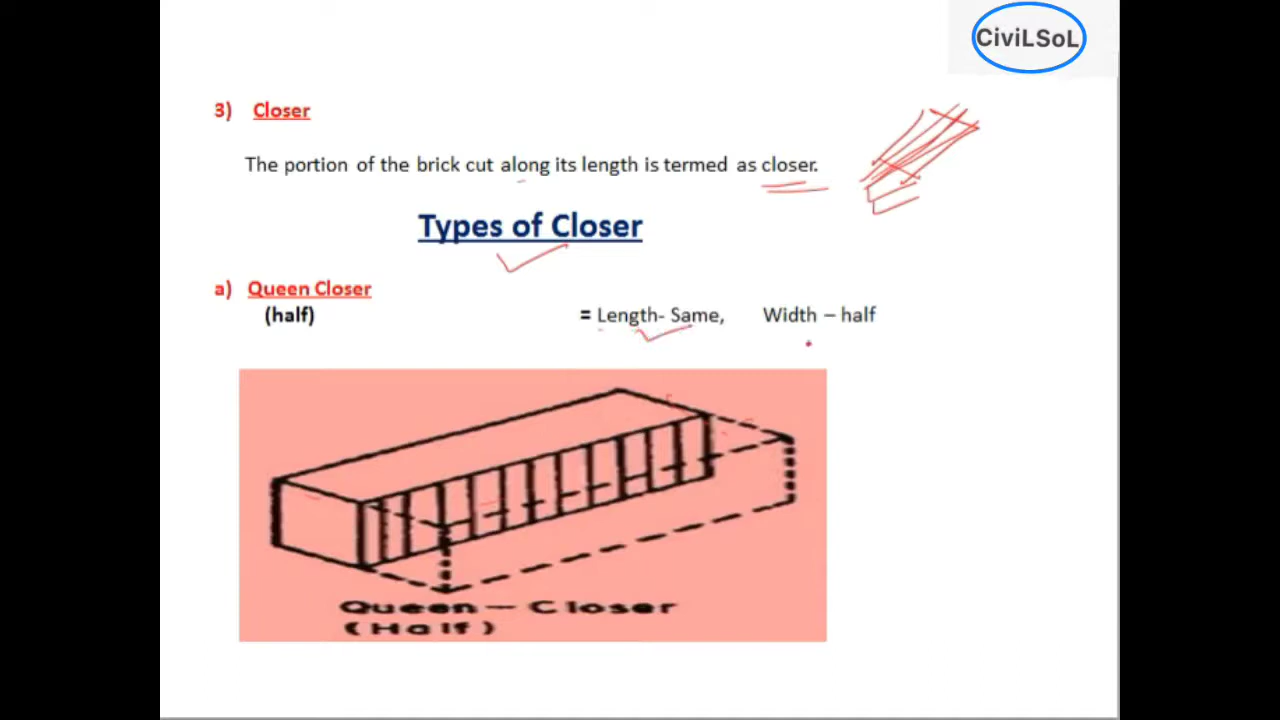 CiviLSoL
3) Closer
The portion of the brick cut along its length is termed as closer.
Types of Closer
a) Queen Closer
(half) = Length- Same, Width – half
Queen – Closer
(Half)